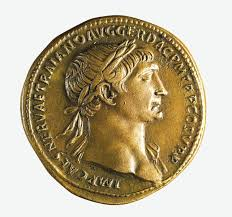 IMP CAES NERVAE TRAIANO AVG GER DAC P M TR P COS V P P